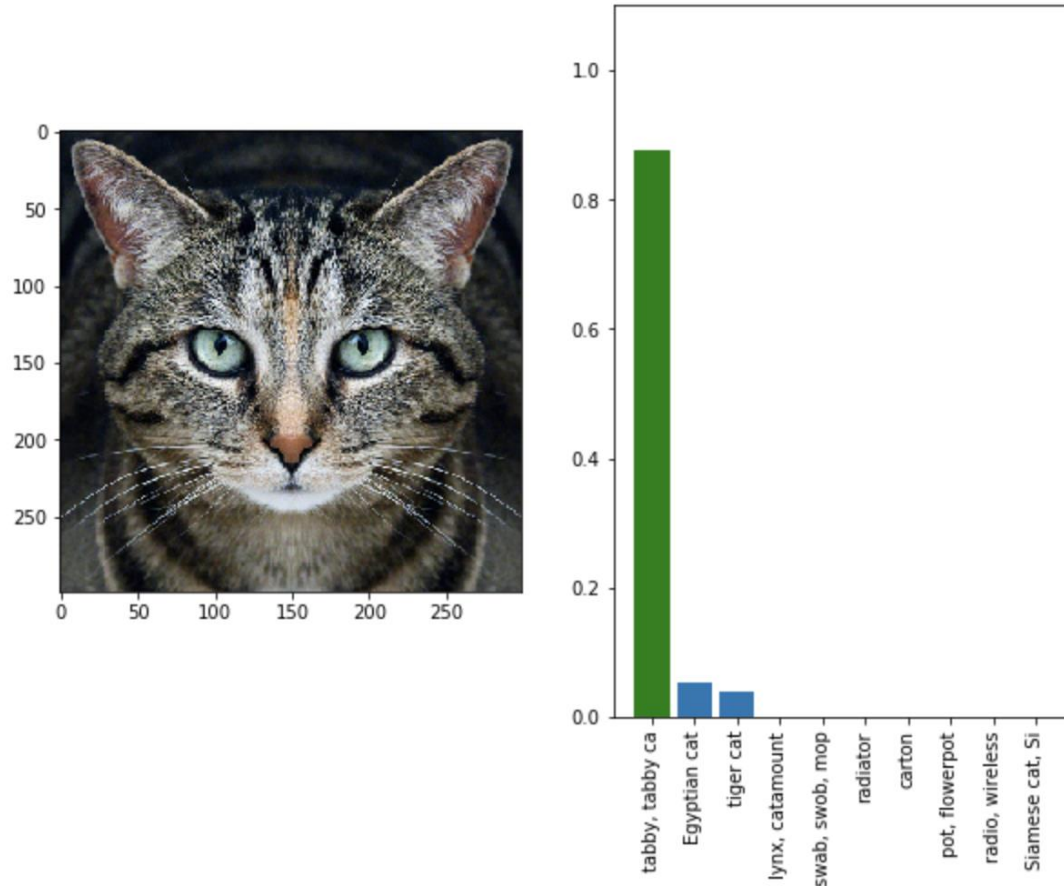 0
50
100
150
200
250
0 50 100 150 200 250
1.0
0.8
0.6
0.4
0.2
0.0
tabby, tabby ca
Egyptian cat
tiger cat
lynx, catamount
swab, swob, mop
radiator
carton
pot, flowerpot
radio, wireless
Siamese cat, Si